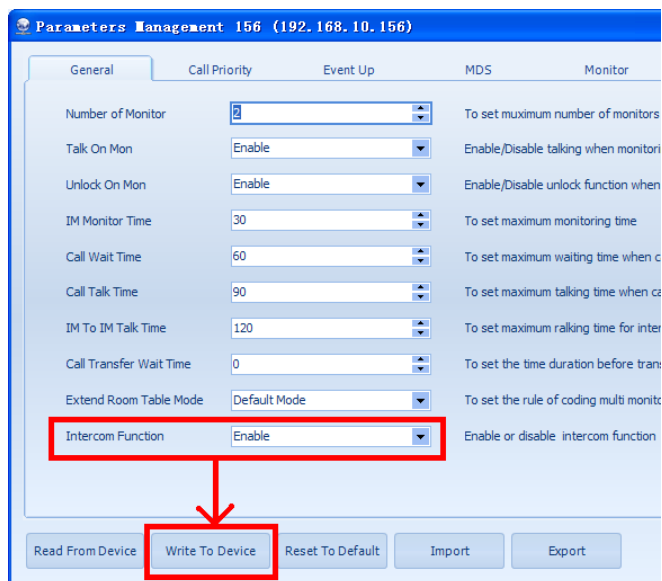 Parameters Management 156 (192.168.10.156)
General Call Priority Event Up MDS Monitor
Number of Monitor 2 To set muximum number of monitors
Talk On Mon Enable Enable/Disable talking when monitori
Unlock On Mon Enable Enable/Disable unlock function when
IM Monitor Time 30 To set maximum monitoring time
Call Wait Time 60 To set maximum waiting time when c
Call Talk Time 90 To set maximum talking time when ca
IM To IM Talk Time 120 To set maximum ralking time for inter
Call Transfer Wait Time 0 To set the time duration before trans
Extend Room Table Mode Default Mode To set the rule of coding multi monito
Intercom Function Enable Enable or disable intercom function
Read From Device Write To Device Reset To Default Import Export